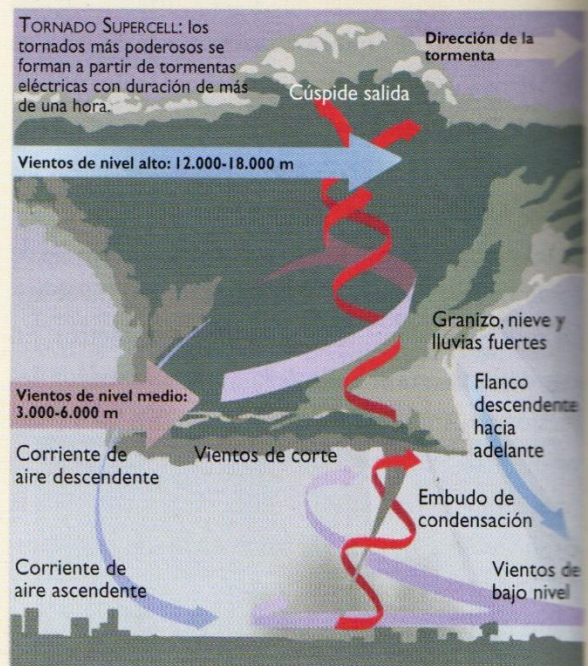 TORNADO SUPERCELL: los
tornados más poderosos se
forman a partir de tormentas
eléctricas con duración de más
de una hora.
Dirección de la
tormenta
Cúspide salida
Vientos de nivel alto: 12.000-18.000 m
Granizo, nieve y
lluvias fuertes
Vientos de nivel medio:
3.000-6.000 m
Flanco
descendente
hacia
adelante
Corriente de
aire descendente
Vientos de corte
Embudo de
condensación
Corriente de
aire ascendente
Vientos de
bajo nivel